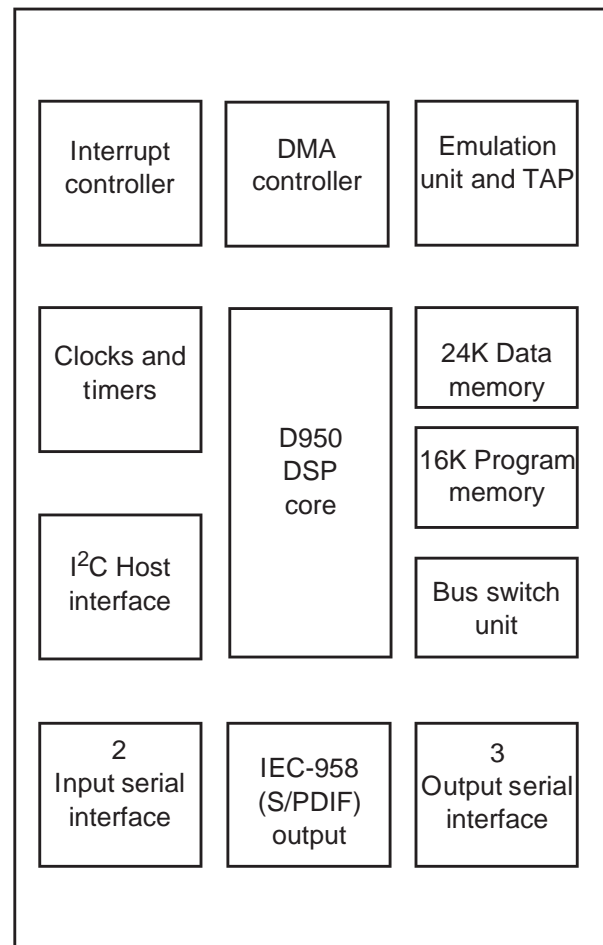 Interrupt
controller
DMA
controller
Emulation
unit and TAP
Clocks and
timers
D950
DSP
core
24K Data
memory
16K Program
memory
I²C Host
interface
Bus switch
unit
2
Input serial
interface
IEC-958
(S/PDIF)
output
3
Output serial
interface